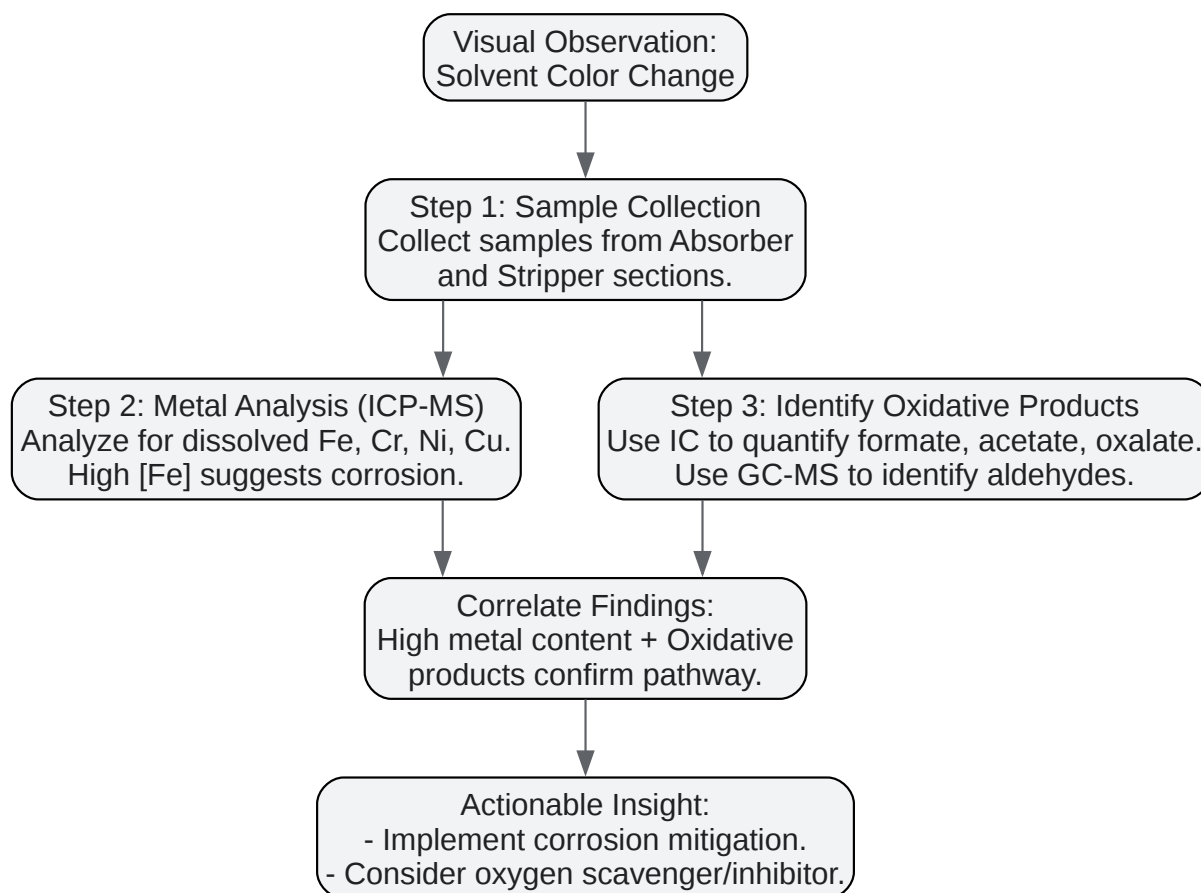 Visual Observation:
Solvent Color Change
Step 1: Sample Collection
Collect samples from Absorber
and Stripper sections.
Step 2: Metal Analysis (ICP-MS)
Analyze for dissolved Fe, Cr, Ni, Cu.
High [Fe] suggests corrosion.
Step 3: Identify Oxidative Products
Use IC to quantify formate, acetate, oxalate.
Use GC-MS to identify aldehydes.
Correlate Findings:
High metal content + Oxidative
products confirm pathway.
Actionable Insight:
- Implement corrosion mitigation.
- Consider oxygen scavenger/inhibitor.